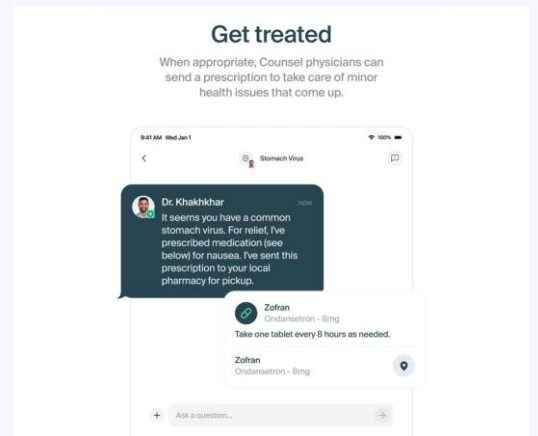 Get treated
When appropriate, Counsel physicians can
send a prescription to take care of minor
health issues that come up.
9:41 AM Wed Jan 1
100%
Stomach Virus
Dr. Khakhkhar
now
It seems you have a common
stomach virus. For relief, I've
prescribed medication (see
below) for nausea. I've sent this
prescription to your local
pharmacy for pickup.
Zofran
Ondansetron - 8mg
Take one tablet every 8 hours as needed.
Zofran
Ondansetron - 8mg
Ask a question...